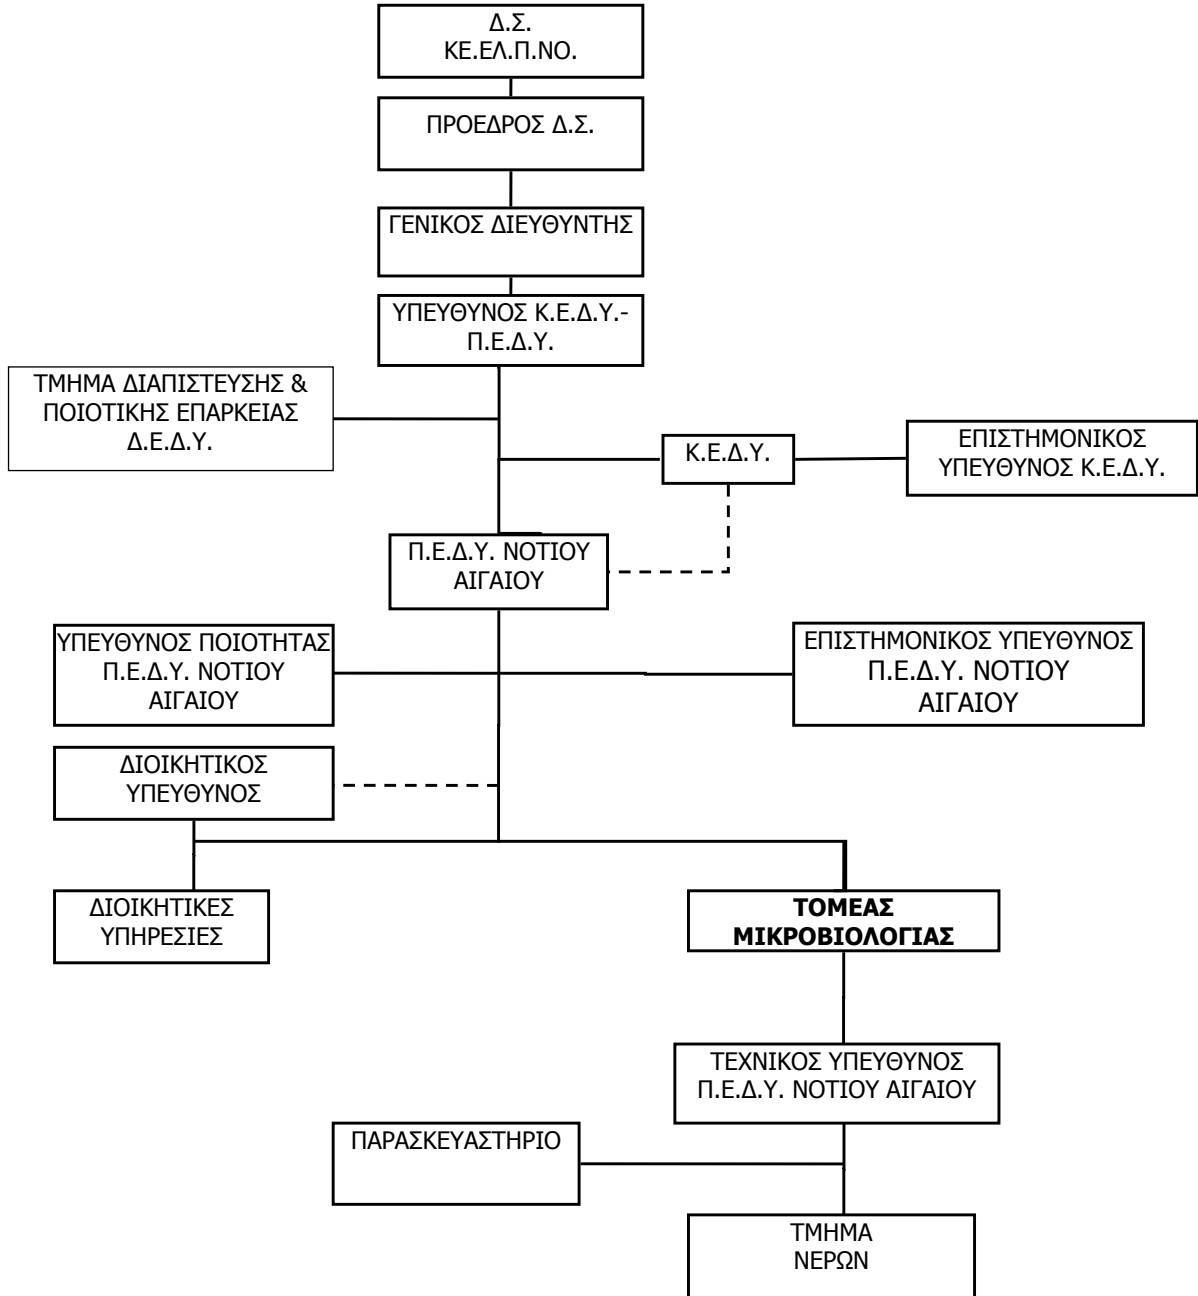 Δ.Σ.
ΚΕ.ΕΛ.Π.ΝΟ.
ΠΡΟΕΔΡΟΣ Δ.Σ.
ΓΕΝΙΚΟΣ ΔΙΕΥΘΥΝΤΗΣ
ΥΠΕΥΘΥΝΟΣ Κ.Ε.Δ.Υ.-
Π.Ε.Δ.Υ.
ΤΜΗΜΑ ΔΙΑΠΙΣΤΕΥΣΗΣ &
ΠΟΙΟΤΙΚΗΣ ΕΠΑΡΚΕΙΑΣ
Δ.Ε.Δ.Υ.
Κ.Ε.Δ.Υ.
ΕΠΙΣΤΗΜΟΝΙΚΟΣ
ΥΠΕΥΘΥΝΟΣ Κ.Ε.Δ.Υ.
Π.Ε.Δ.Υ. ΝΟΤΙΟΥ
ΑΙΓΑΙΟΥ
ΥΠΕΥΘΥΝΟΣ ΠΟΙΟΤΗΤΑΣ
Π.Ε.Δ.Υ. ΝΟΤΙΟΥ
ΑΙΓΑΙΟΥ
ΕΠΙΣΤΗΜΟΝΙΚΟΣ ΥΠΕΥΘΥΝΟΣ
Π.Ε.Δ.Υ. ΝΟΤΙΟΥ
ΑΙΓΑΙΟΥ
ΔΙΟΙΚΗΤΙΚΟΣ
ΥΠΕΥΘΥΝΟΣ
ΔΙΟΙΚΗΤΙΚΕΣ
ΥΠΗΡΕΣΙΕΣ
ΤΟΜΕΑΣ
ΜΙΚΡΟΒΙΟΛΟΓΙΑΣ
ΤΕΧΝΙΚΟΣ ΥΠΕΥΘΥΝΟΣ
Π.Ε.Δ.Υ. ΝΟΤΙΟΥ ΑΙΓΑΙΟΥ
ΠΑΡΑΣΚΕΥΑΣΤΗΡΙΟ
ΤΜΗΜΑ
ΝΕΡΩΝ